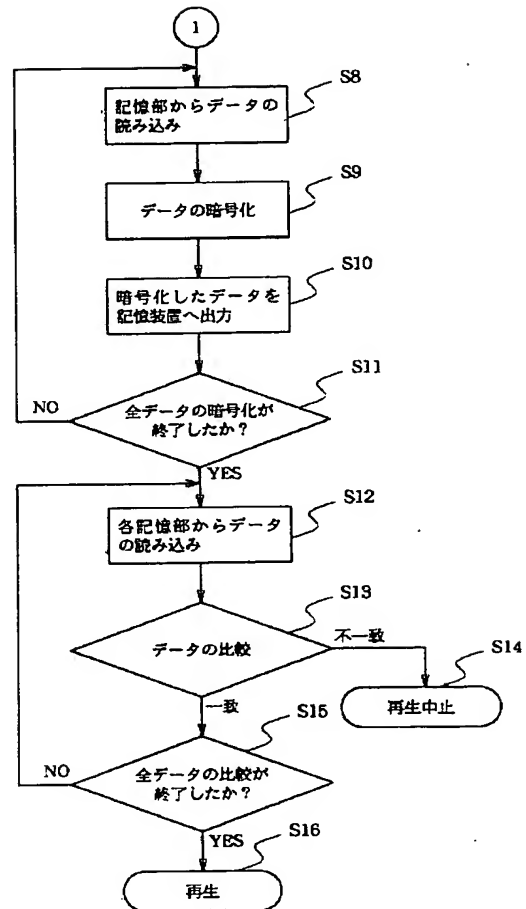 1
S8
記憶部からデータの
読み込み
S9
データの暗号化
S10
暗号化したデータを
記憶装置へ出力
S11
NO
全データの暗号化が
終了したか?
YES
S12
各記憶部からデータ
の読み込み
S13
データの比較
不一致
S14
再生中止
一致
S15
NO
全データの比較が
終了したか?
YES
S16
再生